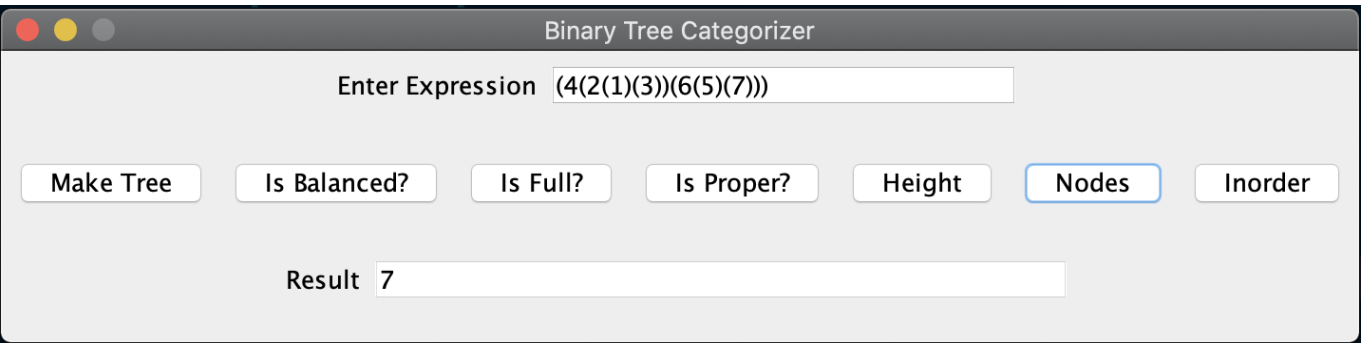 Binary Tree Categorizer
Enter Expression (4(2(1)(3))(6(5)(7)))
Make Tree Is Balanced? Is Full? Is Proper? Height Nodes Inorder
Result 7